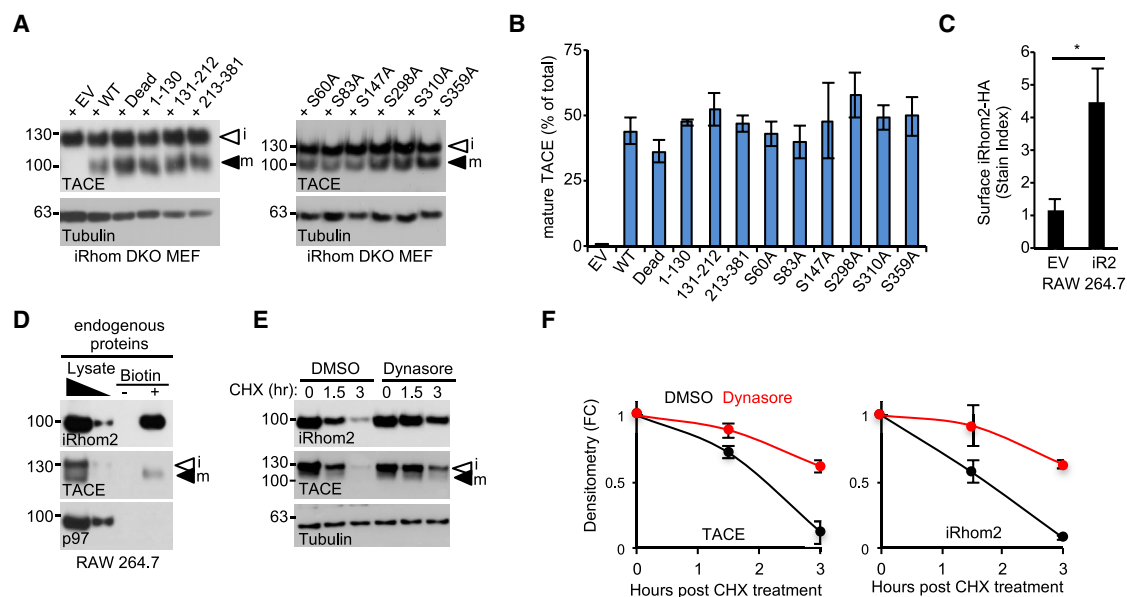 A
+ EV
+ WT
+ Dead
+ 1-130
+ 131-212
+ 213-381
130
100
i
m
TACE
63
Tubulin
iRhom DKO MEF
+ S60A
+ S83A
+ S147A
+ S298A
+ S310A
+ S359A
130
100
i
m
TACE
63
Tubulin
iRhom DKO MEF
B
mature TACE (% of total)
75
50
25
0
EV
WT
Dead
1-130
131-212
213-381
S60A
S83A
S147A
S298A
S310A
S359A
C
Surface iRhom2-HA
(Stain Index)
6
5
4
3
2
1
0
*
EV iR2
RAW 264.7
D
endogenous
proteins
Lysate
Biotin
- +
100
iRhom2
130
100
i
m
TACE
100
p97
RAW 264.7
E
DMSO Dynasore
CHX (hr): 0 1.5 3 0 1.5 3
100
iRhom2
130
100
i
m
TACE
63
Tubulin
F
Densitometry (FC)
DMSO Dynasore
1
0.5
0
TACE
0 1 2 3
Hours post CHX treatment
1
0.5
0
iRhom2
0 1 2 3
Hours post CHX treatment